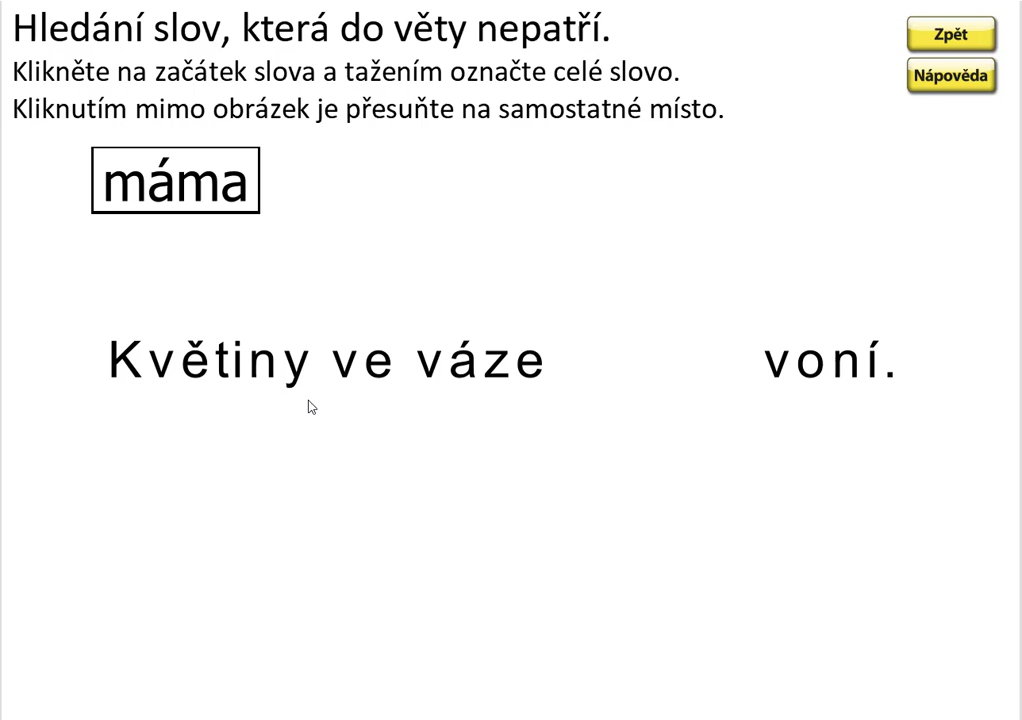 Hledání slov, která do věty nepatří.
Zpět
Klikněte na začátek slova a tažením označte celé slovo.
Nápověda
Kliknutím mimo obrázek je přesuňte na samostatné místo.
máma
Květiny ve váze voní.